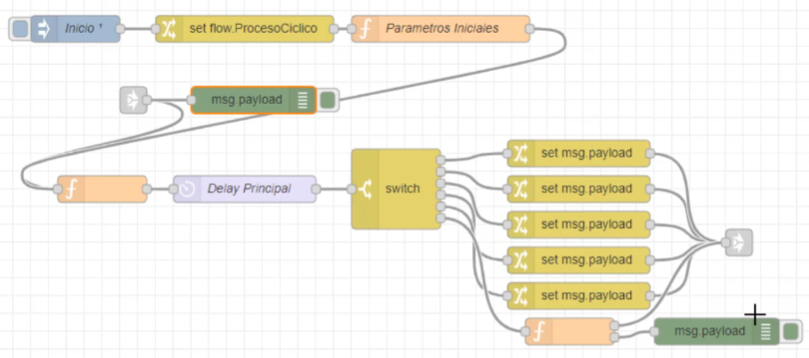 Inicio ¹
set flow.ProcesoCiclico
Parametros Iniciales
msg.payload
Delay Principal
switch
set msg.payload
set msg.payload
set msg.payload
set msg.payload
set msg.payload
msg.payload